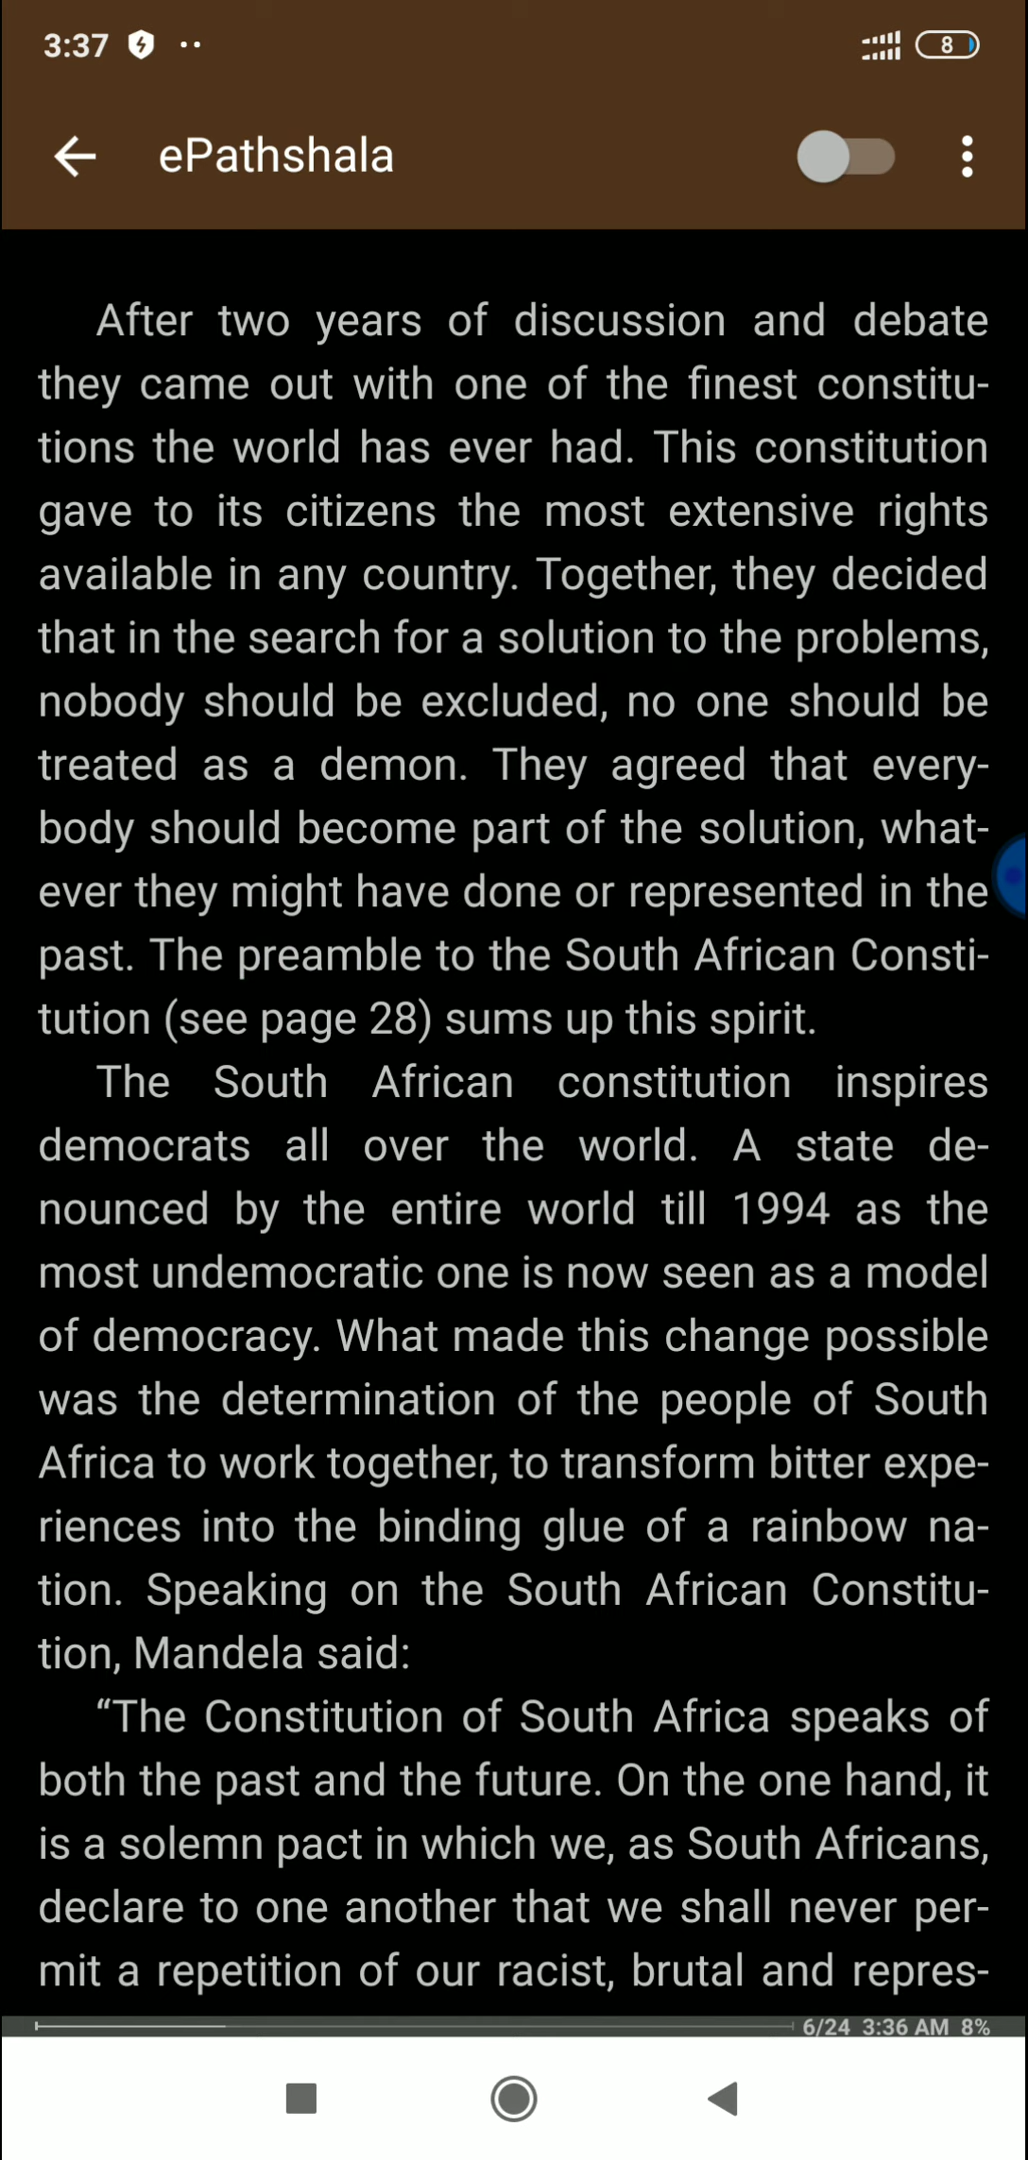 3:37
8
ePathshala
After two years of discussion and debate
they came out with one of the finest constitu-
tions the world has ever had. This constitution
gave to its citizens the most extensive rights
available in any country. Together, they decided
that in the search for a solution to the problems,
nobody should be excluded, no one should be
treated as a demon. They agreed that every-
body should become part of the solution, what-
ever they might have done or represented in the
past. The preamble to the South African Consti-
tution (see page 28) sums up this spirit.
The South African constitution inspires
democrats all over the world. A state de-
nounced by the entire world till 1994 as the
most undemocratic one is now seen as a model
of democracy. What made this change possible
was the determination of the people of South
Africa to work together, to transform bitter expe-
riences into the binding glue of a rainbow na-
tion. Speaking on the South African Constitu-
tion, Mandela said:
“The Constitution of South Africa speaks of
both the past and the future. On the one hand, it
is a solemn pact in which we, as South Africans,
declare to one another that we shall never per-
mit a repetition of our racist, brutal and repres-
6/24 3:36 AM 8%